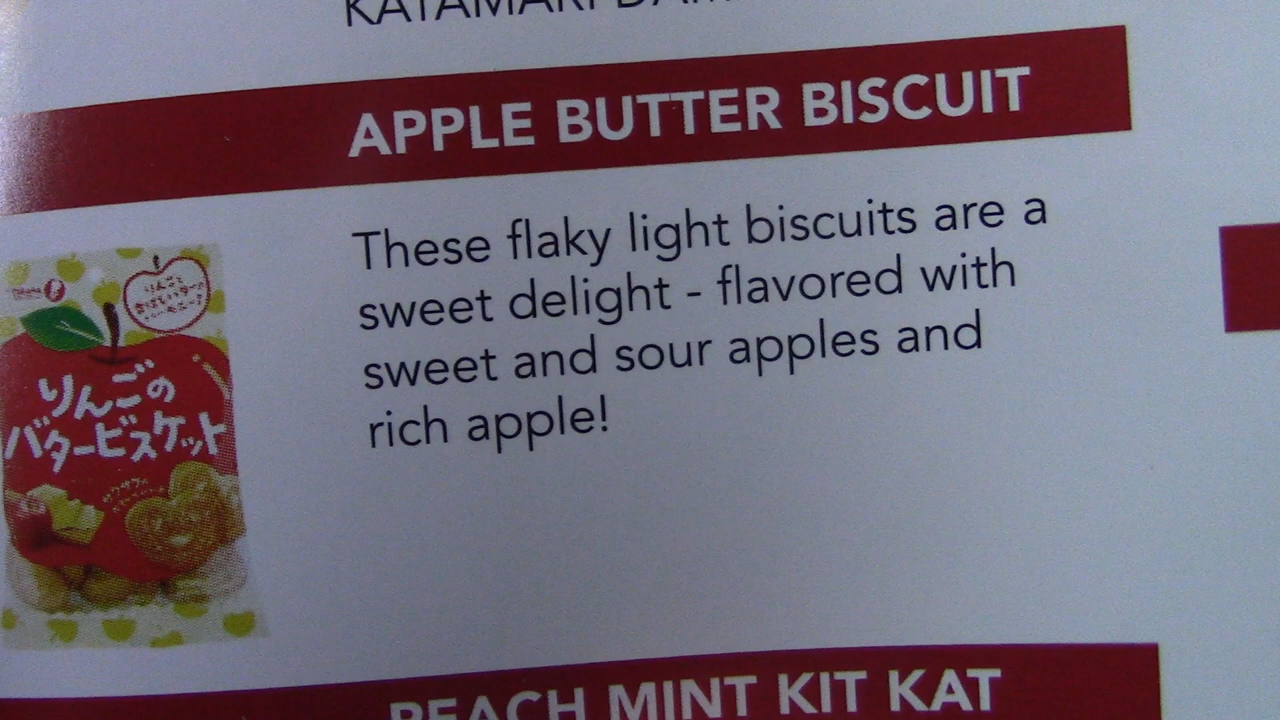 KATAMARI
APPLE BUTTER BISCUIT
These flaky light biscuits are a
sweet delight - flavored with
sweet and sour apples and
rich apple!
りんごの
バタービスケット
PEACH MINT KIT KAT